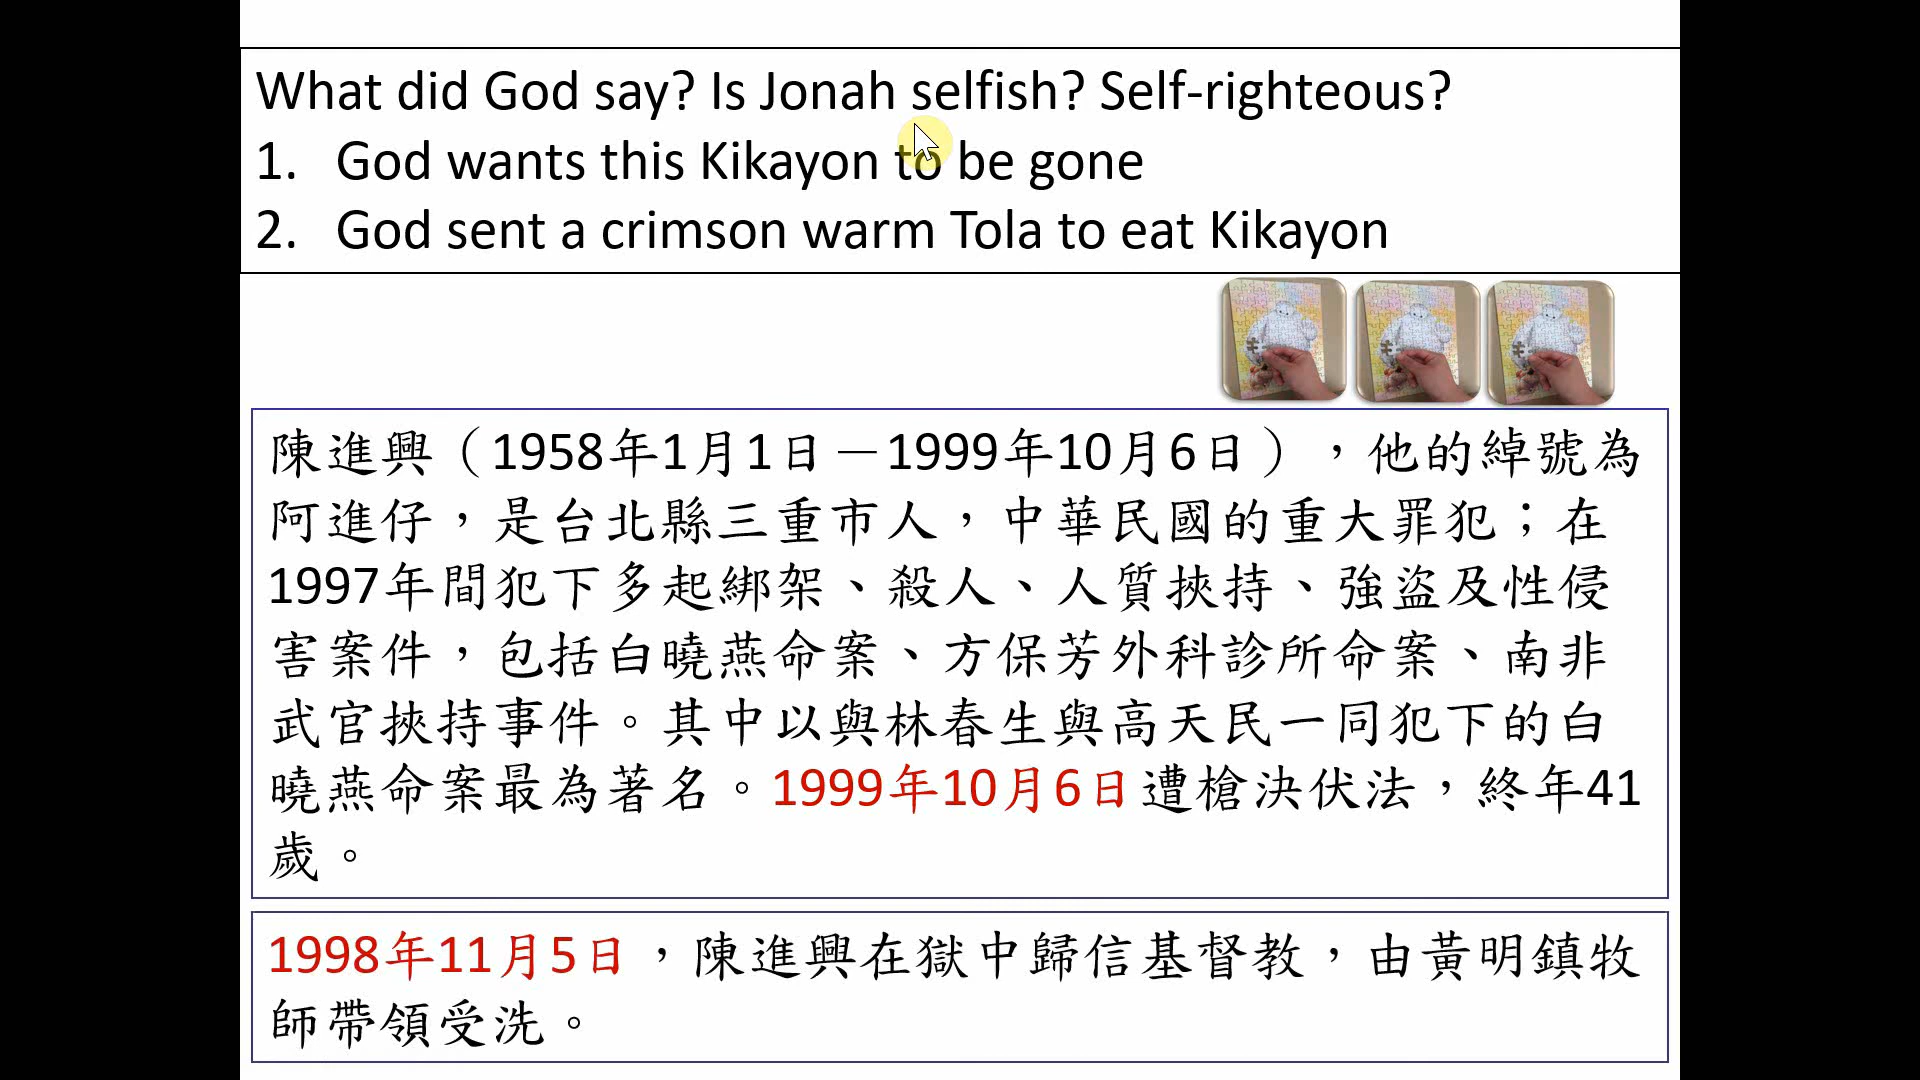 What did God say? Is Jonah selfish? Self-righteous?
1. God wants this Kikayon to be gone
2. God sent a crimson warm Tola to eat Kikayon
陳進興（1958年1月1日－1999年10月6日），他的綽號為
阿進仔，是台北縣三重市人，中華民國的重大罪犯；在
1997年間犯下多起綁架、殺人、人質挾持、強盜及性侵
害案件，包括白曉燕命案、方保芳外科診所命案、南非
武官挾持事件。其中以與林春生與高天民一同犯下的白
曉燕命案最為著名。1999年10月6日遭槍決伏法，終年41
歲。
1998年11月5日，陳進興在獄中歸信基督教，由黃明鎮牧
師帶領受洗。